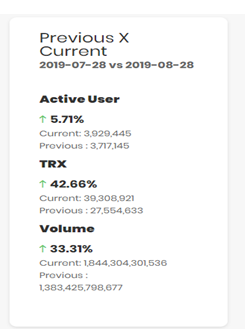 Previous X
Current
2019-07-28 vs 2019-08-28
Active User
↑ 5.71%
Current: 3,929,445
Previous : 3,717,145
TRX
↑ 42.66%
Current: 39,308,921
Previous : 27,554,633
Volume
↑ 33.31%
Current: 1,844,304,301,536
Previous :
1,383,425,798,677